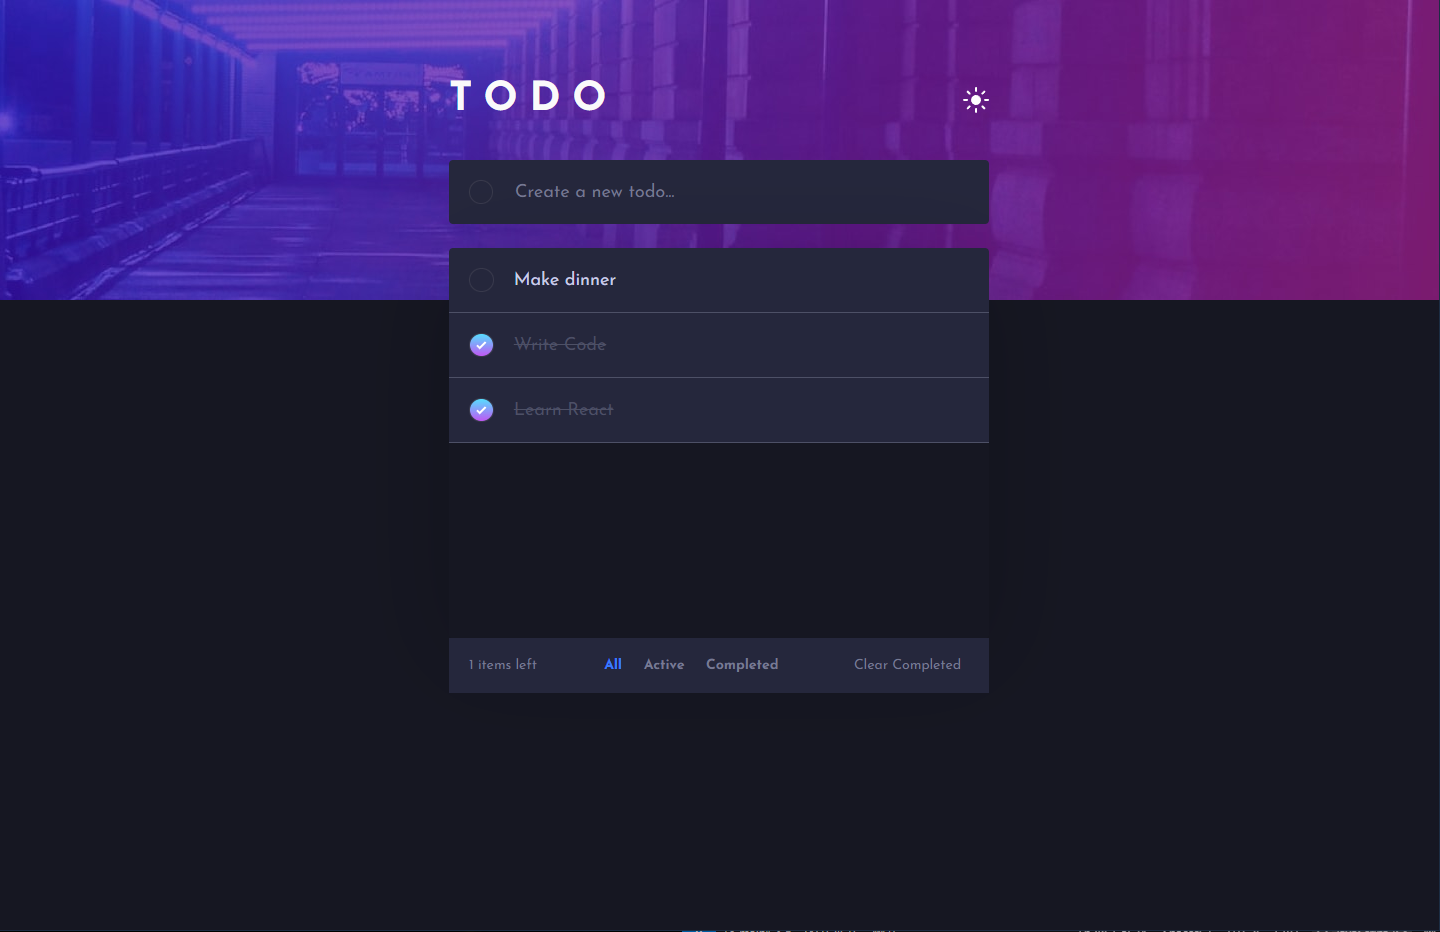 TODO
Create a new todo...
Make dinner
Write Code
Learn React
1 items left All Active Completed Clear Completed